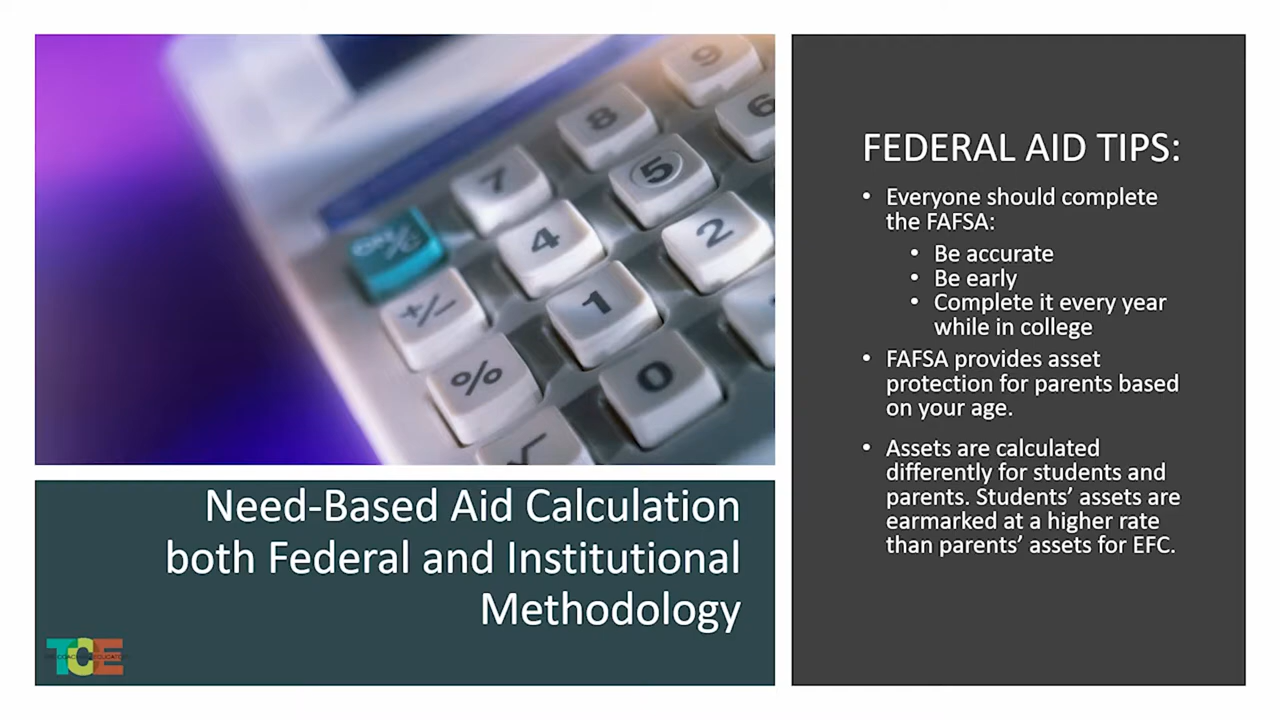 9
8
6
7
5
4
2
+/-
1
%
0
√
Need-Based Aid Calculation
both Federal and Institutional
Methodology
TCE
FEDERAL AID TIPS:
• Everyone should complete
the FAFSA:
• Be accurate
• Be early
• Complete it every year
while in college
• FAFSA provides asset
protection for parents based
on your age.
• Assets are calculated
differently for students and
parents. Students’ assets are
earmarked at a higher rate
than parents’ assets for EFC.